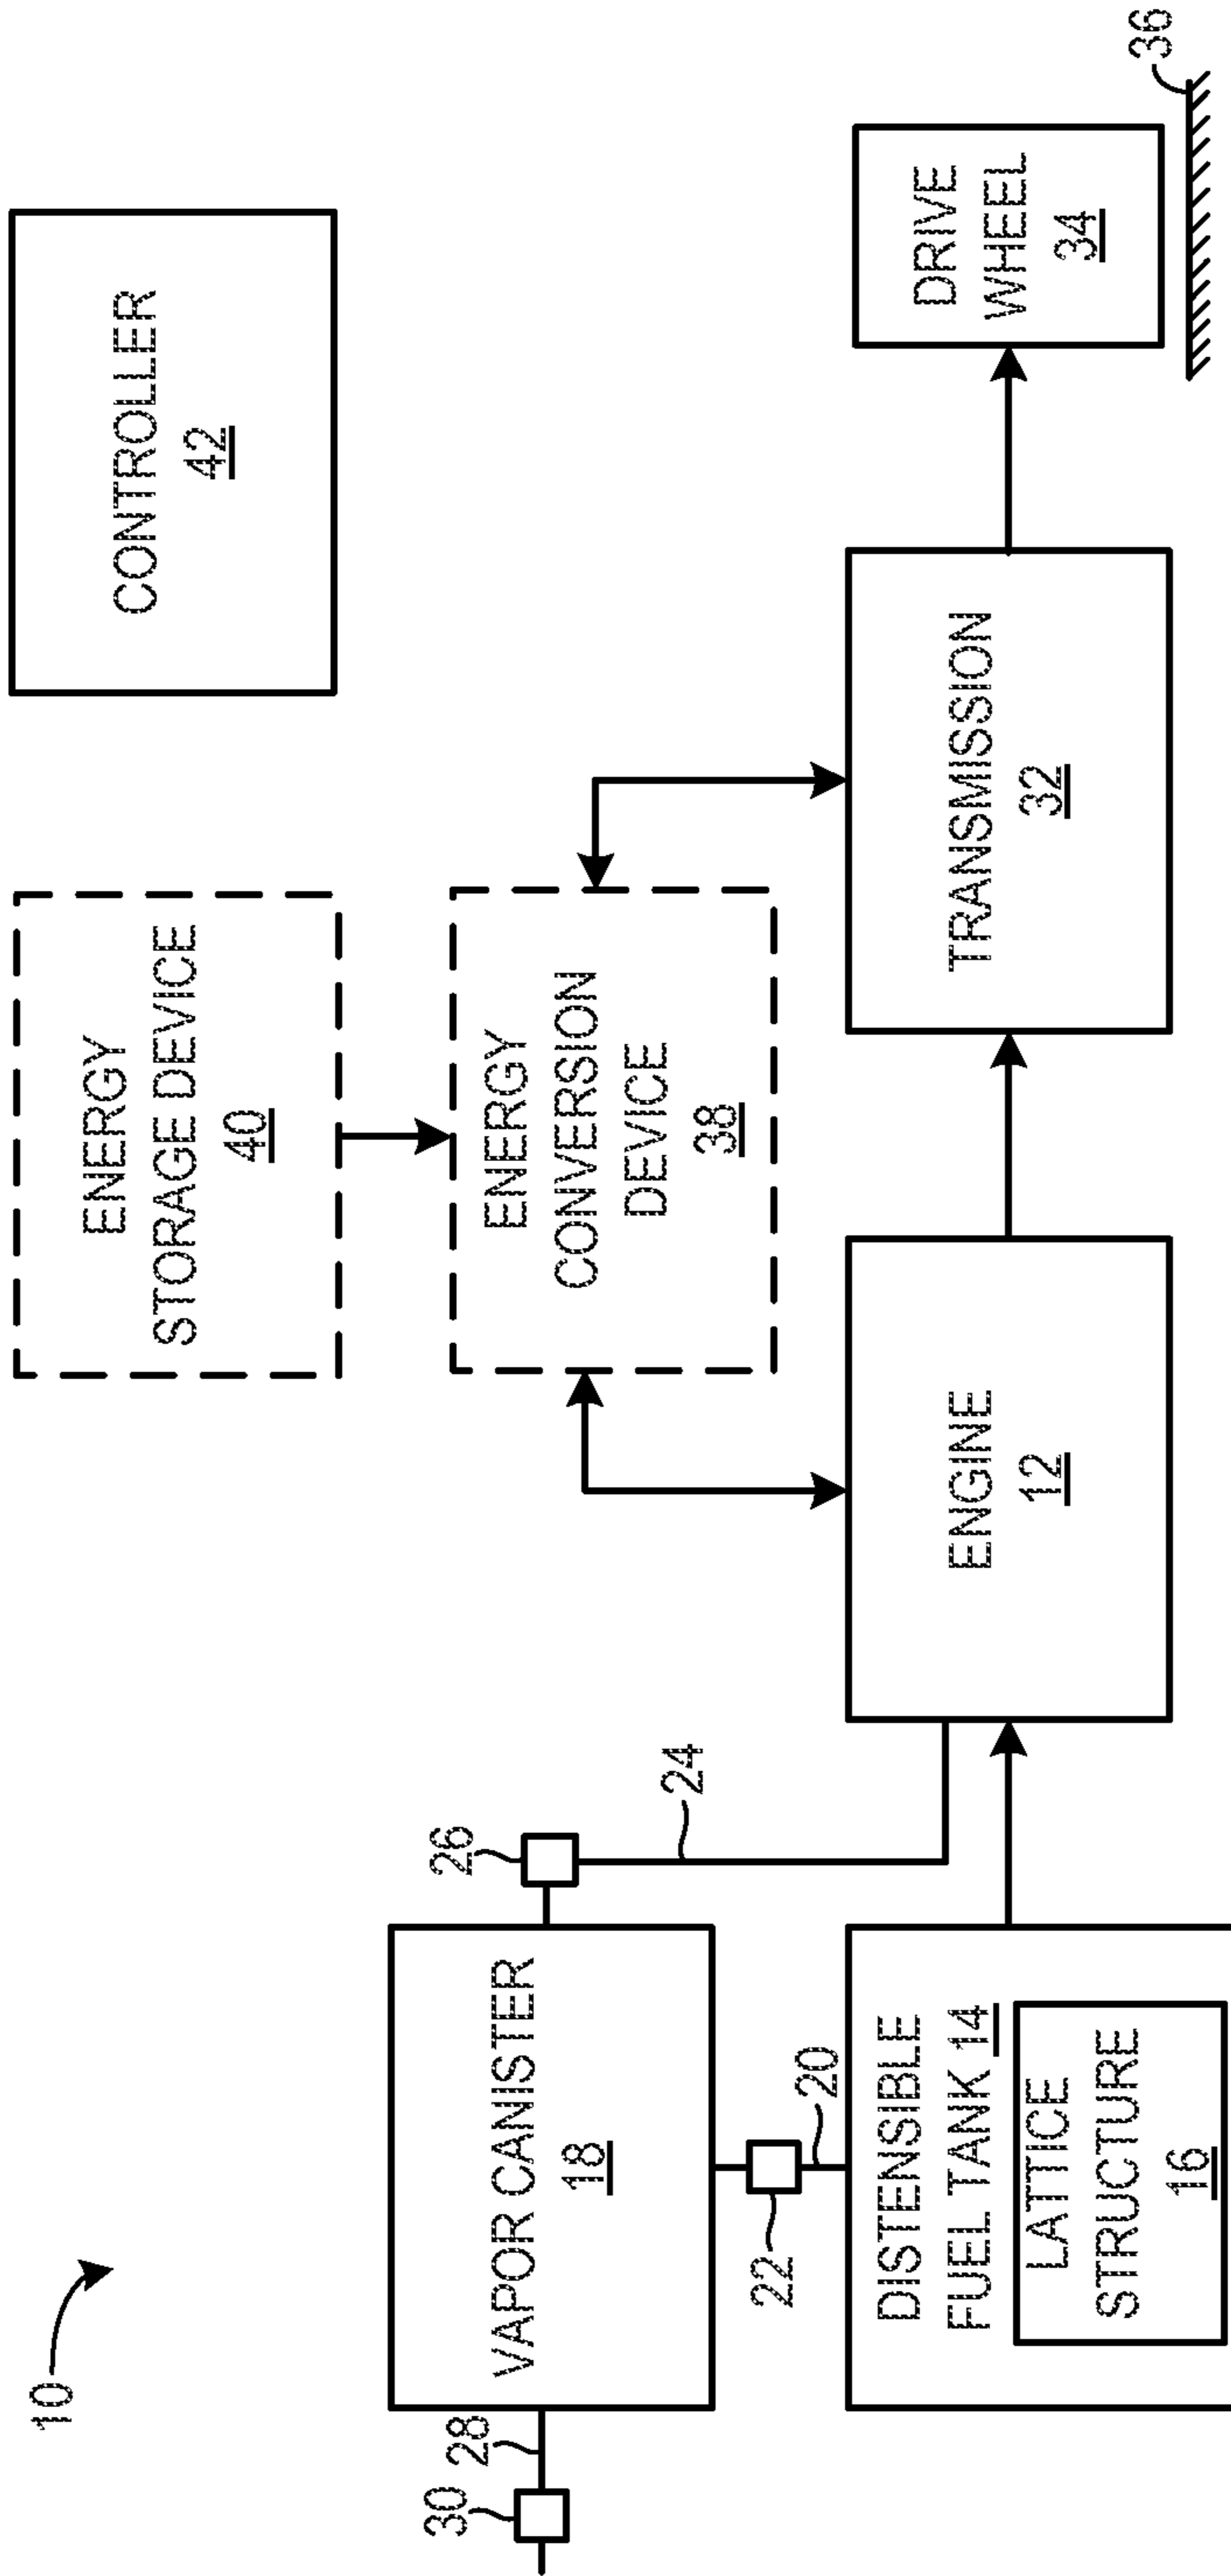 10
CONTROLLER
42
ENERGY
STORAGE DEVICE
40
ENERGY
CONVERSION
DEVICE
38
30
28
VAPOR CANISTER
18
26
24
22
20
DISTENSIBLE
FUEL TANK 14
LATTICE
STRUCTURE
16
ENGINE
12
TRANSMISSION
32
DRIVE
WHEEL
34
36